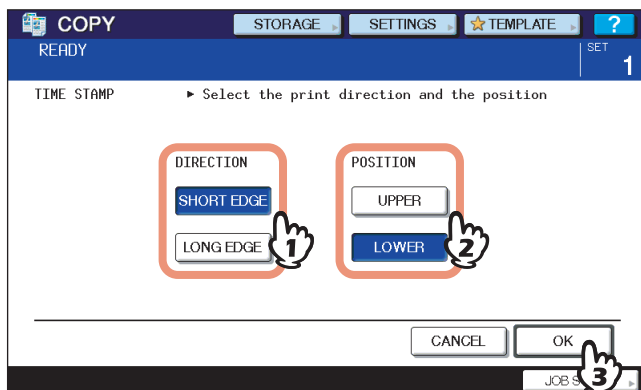 COPY STORAGE SETTINGS TEMPLATE ?
READY SET
1
TIME STAMP ► Select the print direction and the position
DIRECTION POSITION
SHORT EDGE UPPER
LONG EDGE 1 LOWER 2
CANCEL OK
JOB S 3